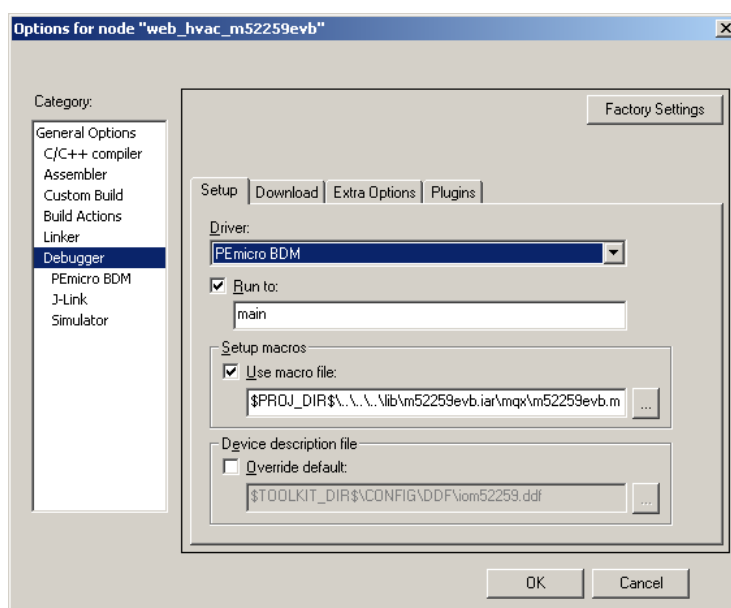 Options for node "web_hvac_m52259evb"
Category:
Factory Settings
General Options
C/C++ compiler
Assembler
Custom Build
Build Actions
Linker
Debugger
PEmicro BDM
J-Link
Simulator
Setup Download Extra Options Plugins
Driver:
PEmicro BDM
Run to:
main
Setup macros
Use macro file:
$PROJ_DIR$\..\..\..\lib\m52259evb.iar\mqx\m52259evb.m
...
Device description file
Override default:
$TOOLKIT_DIR$\CONFIG\DDF\iom52259.ddf
...
OK Cancel